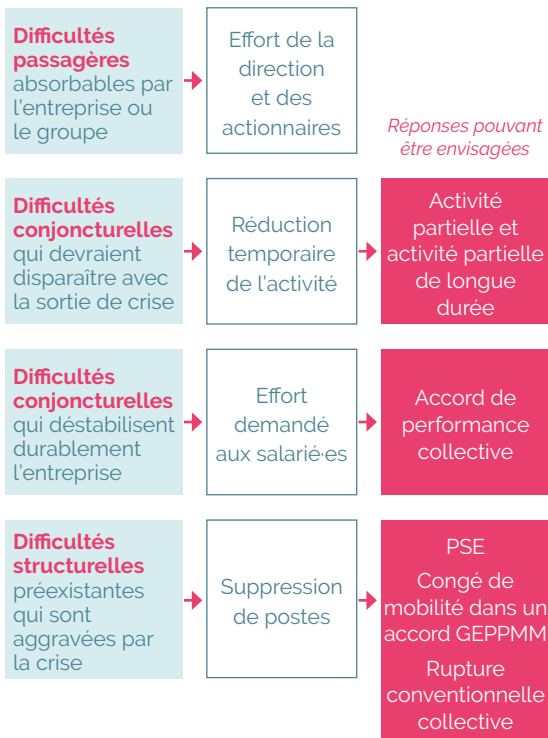 Difficultés
passagères
absorbables par
l'entreprise ou
le groupe
Effort de la
direction
et des
actionnaires
Réponses pouvant
être envisagées
Difficultés
conjoncturelles
qui devraient
disparaître avec
la sortie de crise
Réduction
temporaire
de l'activité
Activité
partielle et
activité partielle
de longue
durée
Difficultés
conjoncturelles
qui déstabilisent
durablement
l'entreprise
Effort
demandé
aux salarié·es
Accord de
performance
collective
Difficultés
structurelles
préexistantes
qui sont
aggravées par
la crise
Suppression
de postes
PSE
Congé de
mobilité dans un
accord GEPPMM
Rupture
conventionnelle
collective